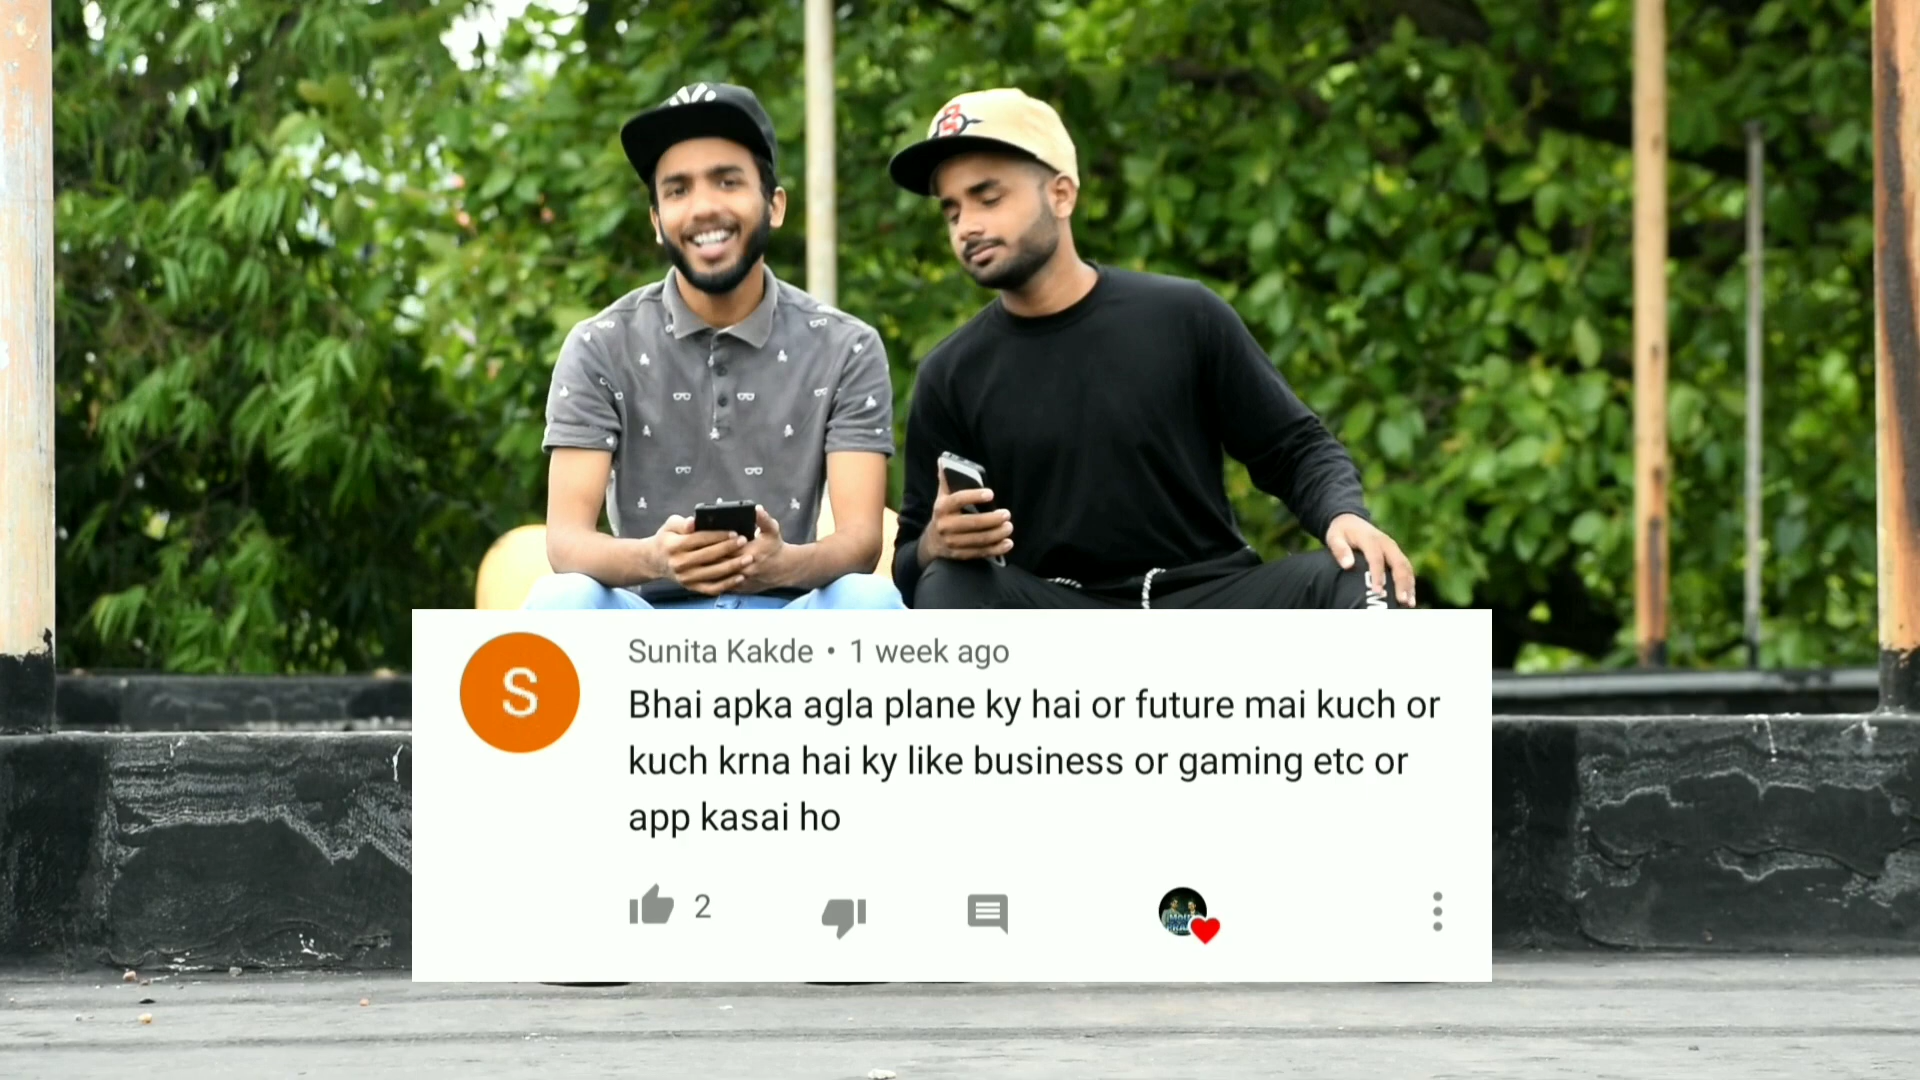 S
Sunita Kakde • 1 week ago
Bhai apka agla plane ky hai or future mai kuch or
kuch krna hai ky like business or gaming etc or
app kasai ho
2